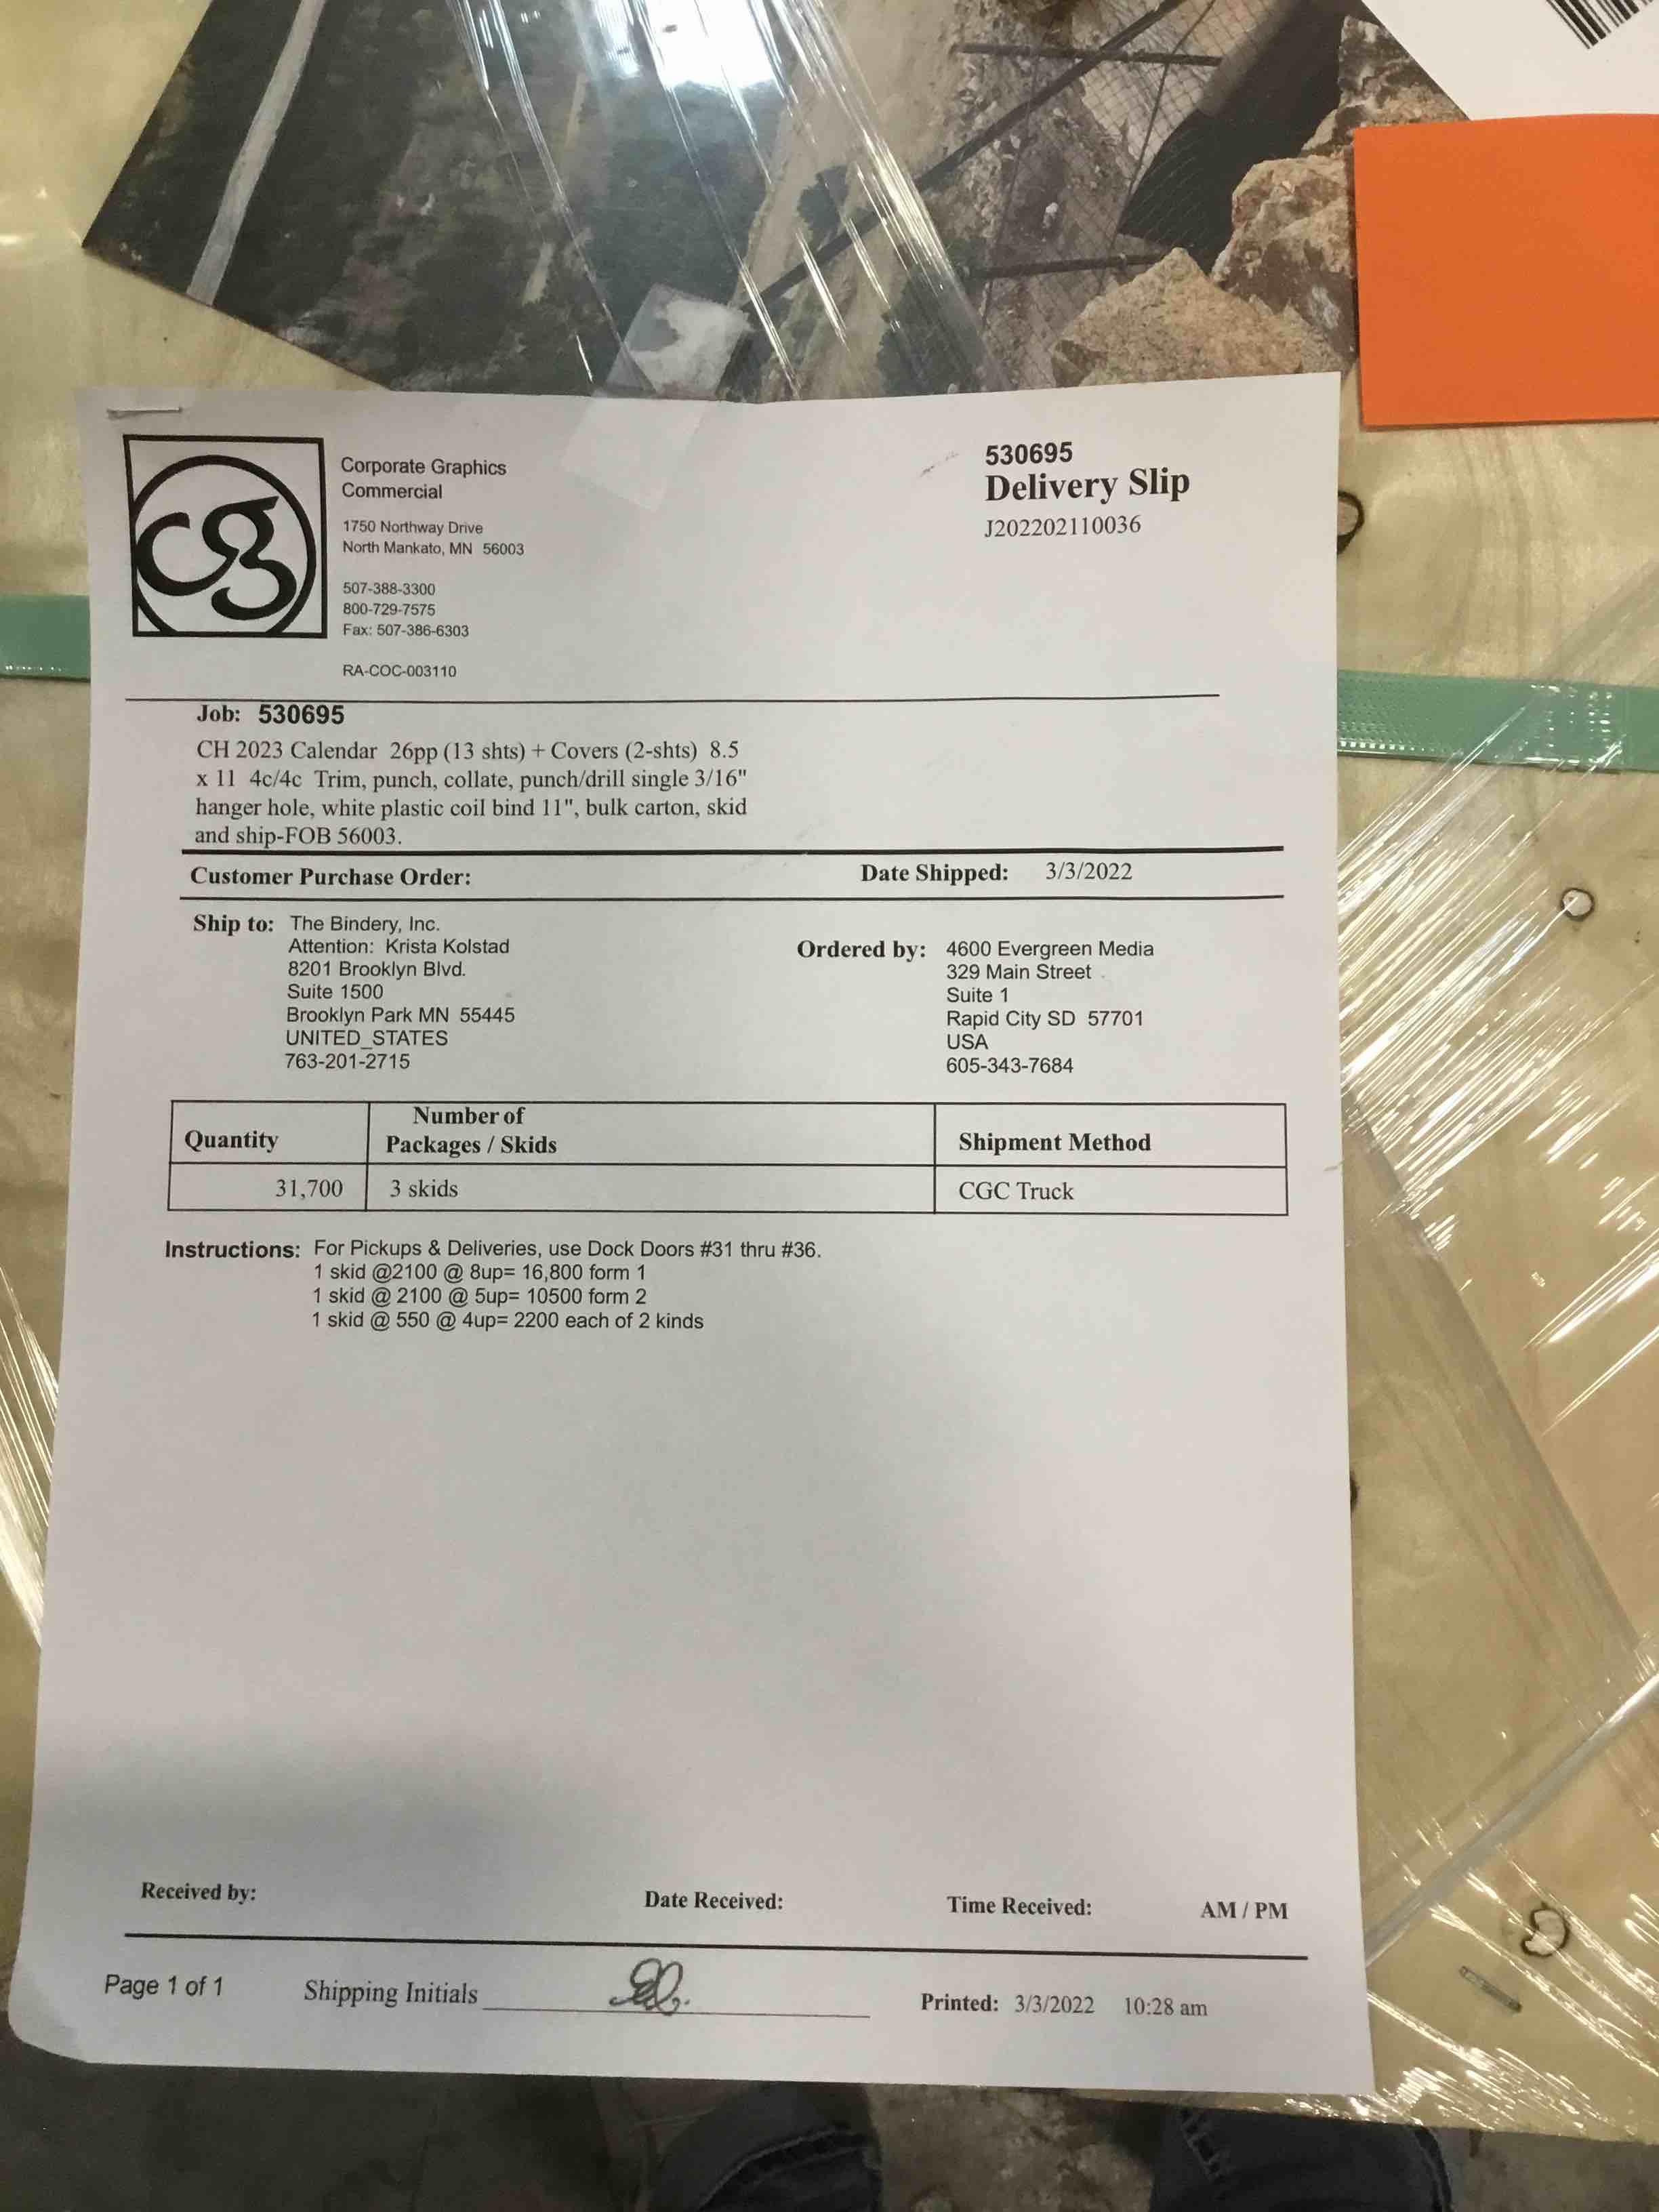 cg
Corporate Graphics
Commercial
1750 Northway Drive
North Mankato, MN 56003
507-388-3300
800-729-7575
Fax: 507-386-6303
RA-COC-003110
530695
Delivery Slip
J202202110036
Job: 530695
CH 2023 Calendar 26pp (13 shts) + Covers (2-shts) 8.5
x 11 4c/4c Trim, punch, collate, punch/drill single 3/16"
hanger hole, white plastic coil bind 11", bulk carton, skid
and ship-FOB 56003.
Customer Purchase Order:
Date Shipped: 3/3/2022
Ship to: The Bindery, Inc.
Attention: Krista Kolstad
8201 Brooklyn Blvd.
Suite 1500
Brooklyn Park MN 55445
UNITED_STATES
763-201-2715
Ordered by: 4600 Evergreen Media
329 Main Street
Suite 1
Rapid City SD 57701
USA
605-343-7684
Quantity
Number of
Packages / Skids
Shipment Method
31,700
3 skids
CGC Truck
Instructions: For Pickups & Deliveries, use Dock Doors #31 thru #36.
1 skid @2100 @ 8up= 16,800 form 1
1 skid @ 2100 @ 5up= 10500 form 2
1 skid @ 550 @ 4up= 2200 each of 2 kinds
Received by:
Date Received:
Time Received:
AM / PM
Page 1 of 1
Shipping Initials
Printed: 3/3/2022 10:28 am